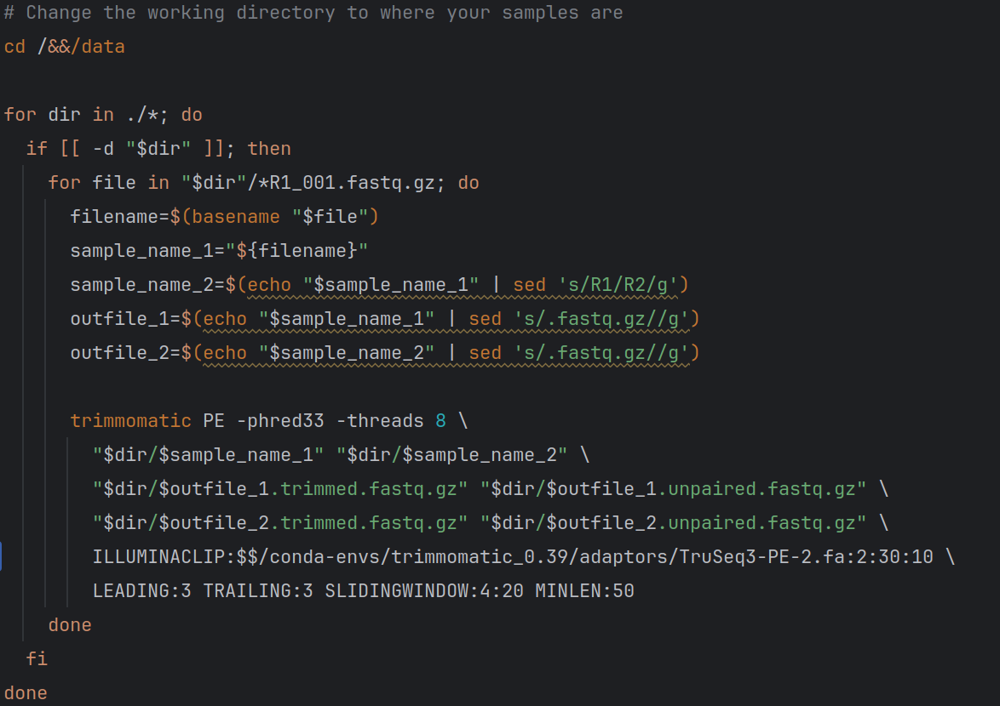 # Change the working directory to where your samples are
cd /&&/data
for dir in ./*; do
if [[ -d "$dir" ]]; then
for file in "$dir"/*R1_001.fastq.gz; do
filename=$(basename "$file")
sample_name_1="${filename}"
sample_name_2=$(echo "$sample_name_1" | sed 's/R1/R2/g')
outfile_1=$(echo "$sample_name_1" | sed 's/.fastq.gz//g')
outfile_2=$(echo "$sample_name_2" | sed 's/.fastq.gz//g')
trimmomatic PE -phred33 -threads 8 \
"$dir/$sample_name_1" "$dir/$sample_name_2" \
"$dir/$outfile_1.trimmed.fastq.gz" "$dir/$outfile_1.unpaired.fastq.gz" \
"$dir/$outfile_2.trimmed.fastq.gz" "$dir/$outfile_2.unpaired.fastq.gz" \
ILLUMINACLIP:$$/conda-envs/trimmomatic_0.39/adaptors/TruSeq3-PE-2.fa:2:30:10 \
LEADING:3 TRAILING:3 SLIDINGWINDOW:4:20 MINLEN:50
done
fi
done